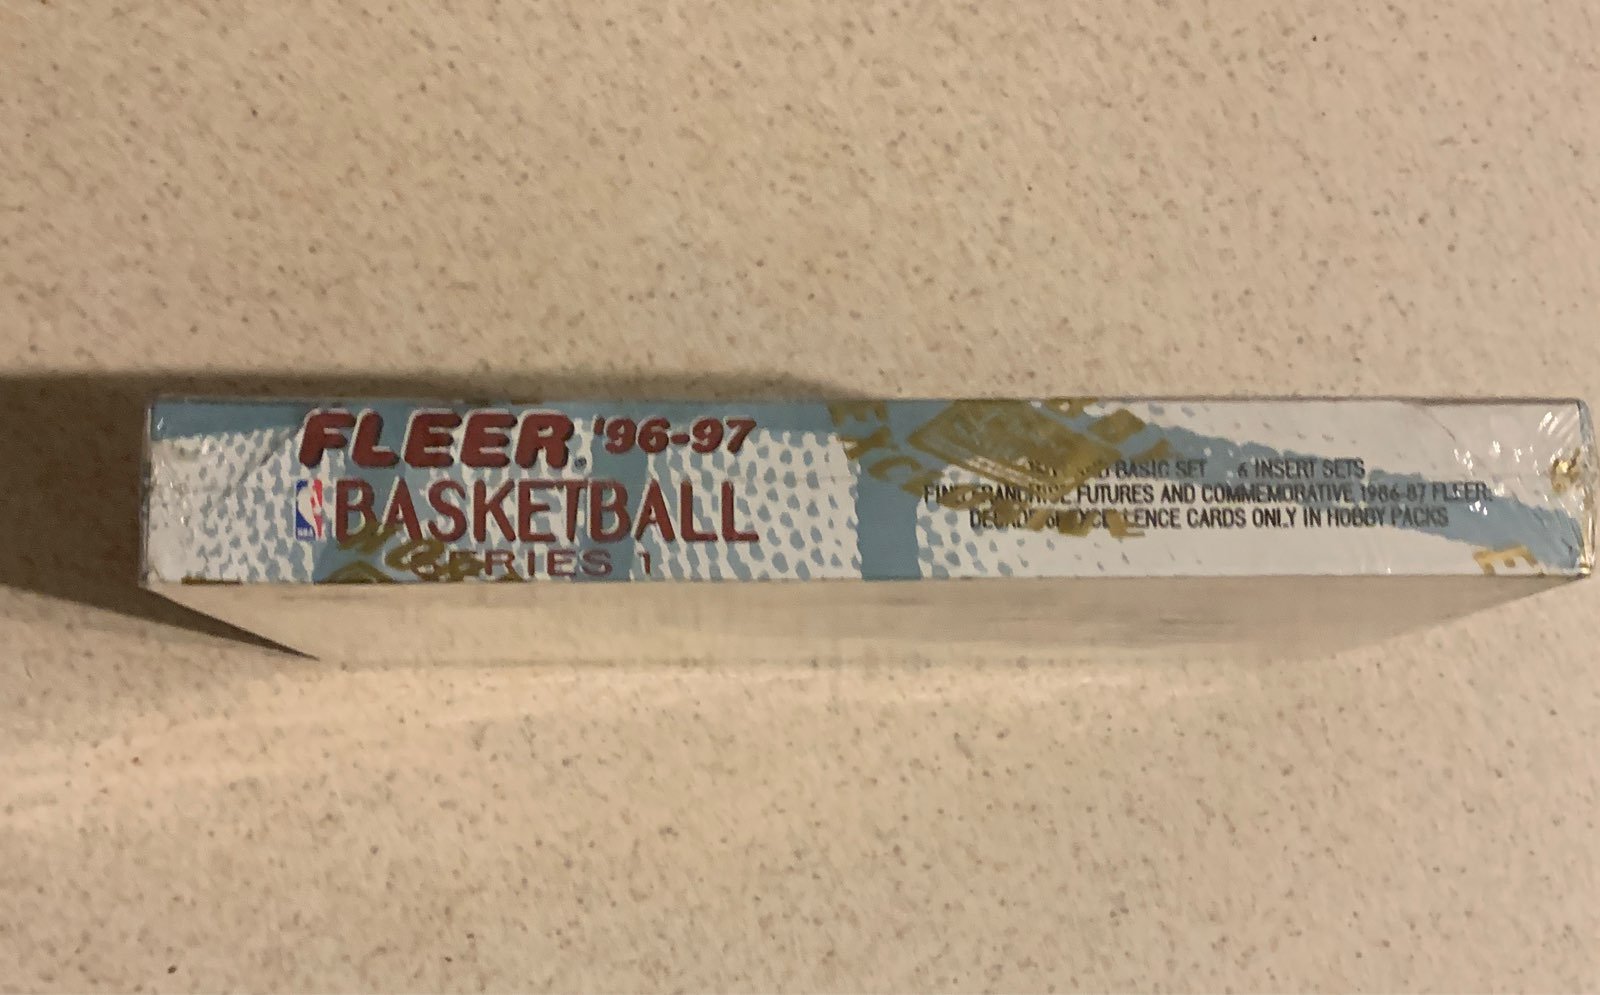 FLEER. '96-97
NBA BASKETBALL
SERIES 1
BASIC SET 6 INSERT SETS
FUTURES AND COMMEMORATIVE 1986-87 FLEER:
CARDS ONLY IN HOBBY PACKS